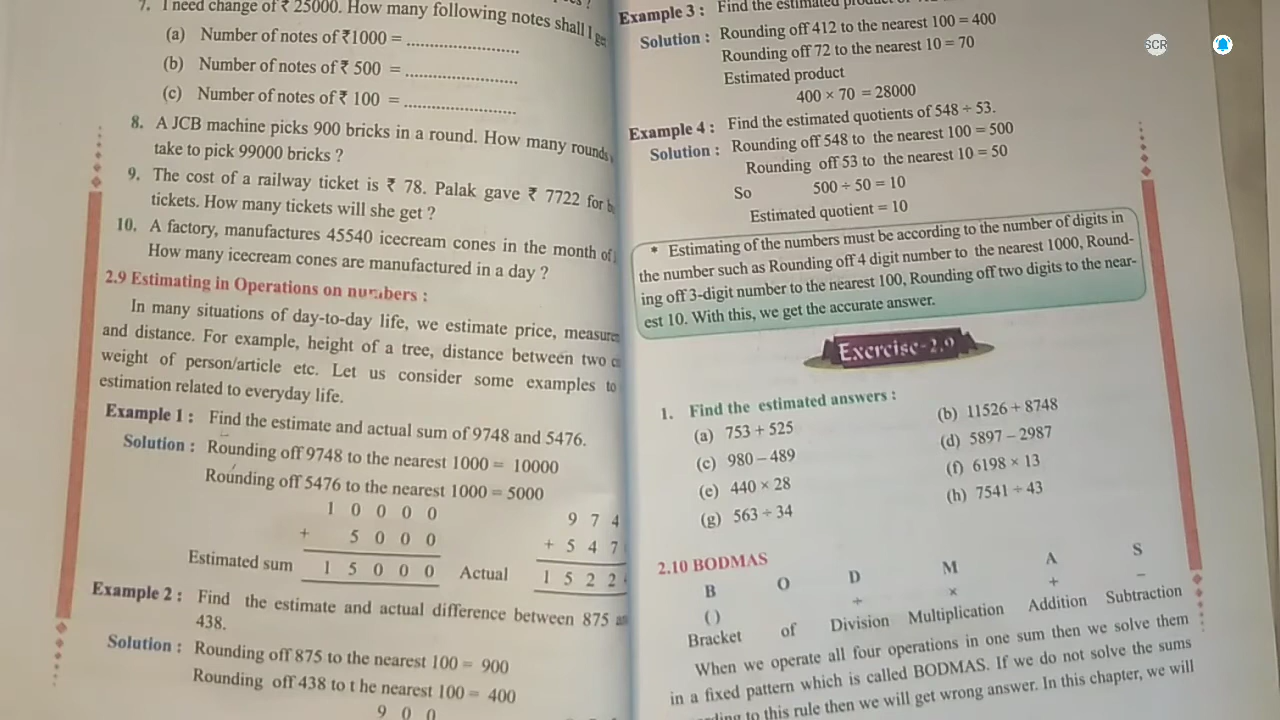 7. I need change of ₹ 25000. How many following notes shall I
(a) Number of notes of ₹1000 = ........................
(b) Number of notes of ₹ 500 = ........................
(c) Number of notes of ₹ 100 = ........................
8. A JCB machine picks 900 bricks in a round. How many rounds
take to pick 99000 bricks ?
9. The cost of a railway ticket is ₹ 78. Palak gave ₹ 7722 for
tickets. How many tickets will she get ?
10. A factory, manufactures 45540 icecream cones in the month of
How many icecream cones are manufactured in a day ?
2.9 Estimating in Operations on numbers :
In many situations of day-to-day life, we estimate price, measures
and distance. For example, height of a tree, distance between two
weight of person/article etc. Let us consider some examples to
estimation related to everyday life.
Example 1 : Find the estimate and actual sum of 9748 and 5476.
Solution : Rounding off 9748 to the nearest 1000 = 10000
Rounding off 5476 to the nearest 1000 = 5000
1 0 0 0 0
+ 5 0 0 0
Estimated sum 1 5 0 0 0
9 7 4
+ 5 4 7
Actual 1 5 2 2
Example 2 : Find the estimate and actual difference between 875
438.
Solution : Rounding off 875 to the nearest 100 = 900
Rounding off 438 to t he nearest 100 = 400
9 0 0
Example 3 : Find the estimated
Solution : Rounding off 412 to the nearest 100 = 400
Rounding off 72 to the nearest 10 = 70
Estimated product
400 × 70 = 28000
Example 4 : Find the estimated quotients of 548 ÷ 53.
Solution : Rounding off 548 to the nearest 100 = 500
Rounding off 53 to the nearest 10 = 50
So 500 ÷ 50 = 10
Estimated quotient = 10
* Estimating of the numbers must be according to the number of digits in
the number such as Rounding off 4 digit number to the nearest 1000, Round-
ing off 3-digit number to the nearest 100, Rounding off two digits to the near-
est 10. With this, we get the accurate answer.
Exercise-2.9
1. Find the estimated answers :
(a) 753 + 525 (b) 11526 + 8748
(c) 980 – 489 (d) 5897 – 2987
(e) 440 × 28 (f) 6198 × 13
(g) 563 ÷ 34 (h) 7541 ÷ 43
2.10 BODMAS
B O D M A S
( ) ÷ × + –
Bracket of Division Multiplication Addition Subtraction
When we operate all four operations in one sum then we solve them
in a fixed pattern which is called BODMAS. If we do not solve the sums
to this rule then we will get wrong answer. In this chapter, we will
SCR